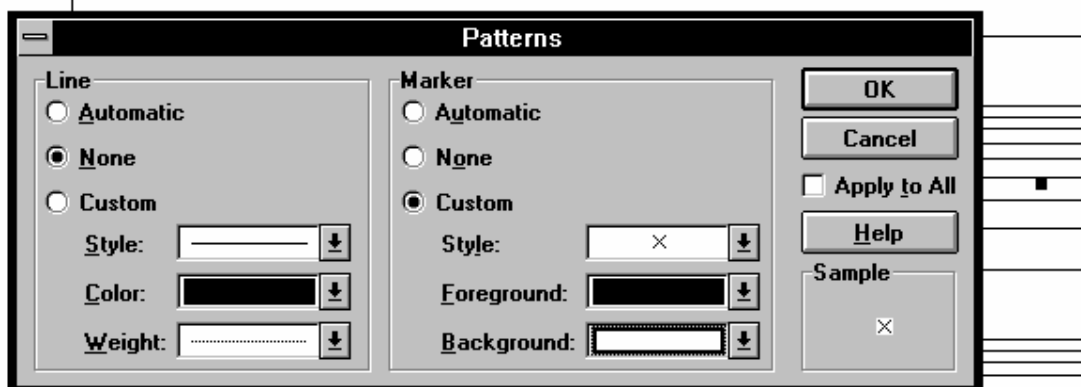 Patterns
Line
Automatic
None
Custom
Style:
Color:
Weight:
Marker
Automatic
None
Custom
Style:
Foreground:
Background:
OK
Cancel
Apply to All
Help
Sample